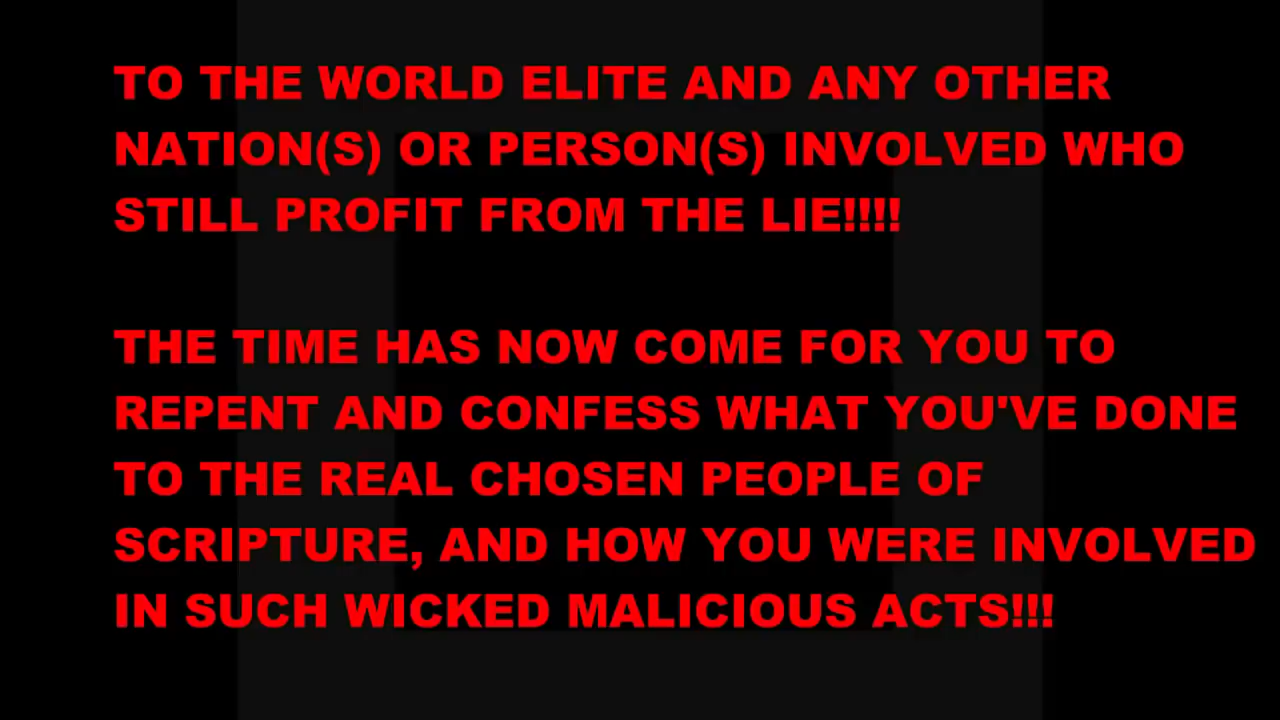 TO THE WORLD ELITE AND ANY OTHER
NATION(S) OR PERSON(S) INVOLVED WHO
STILL PROFIT FROM THE LIE!!!!
THE TIME HAS NOW COME FOR YOU TO
REPENT AND CONFESS WHAT YOU'VE DONE
TO THE REAL CHOSEN PEOPLE OF
SCRIPTURE, AND HOW YOU WERE INVOLVED
IN SUCH WICKED MALICIOUS ACTS!!!